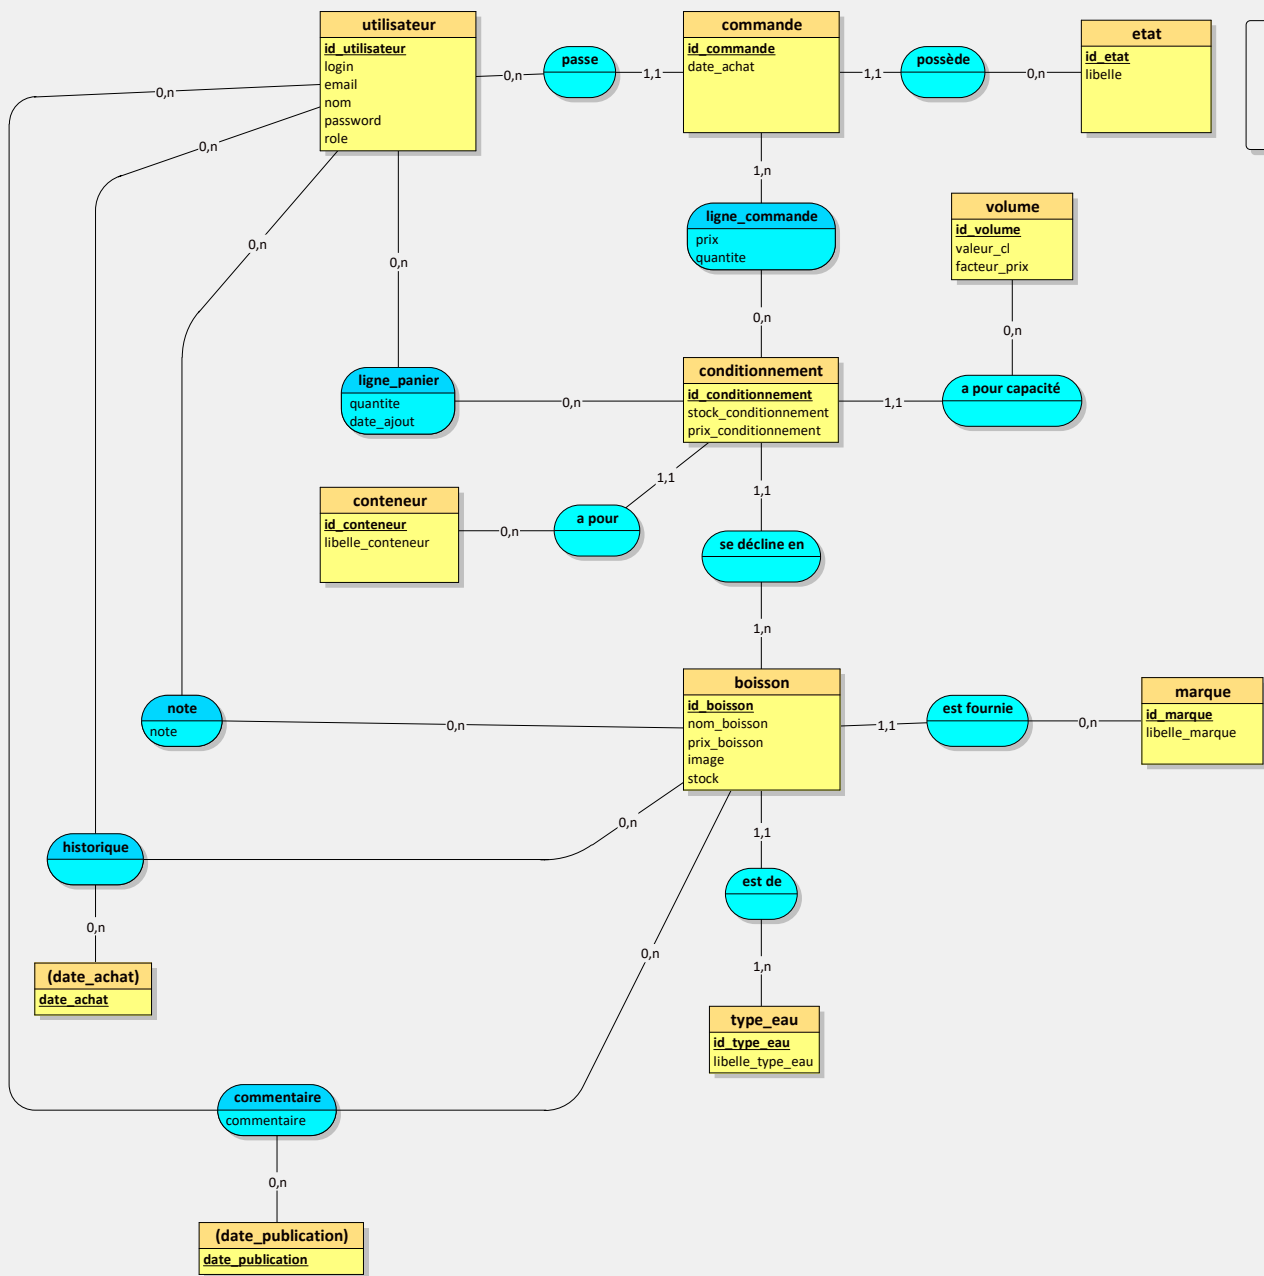 utilisateur
id_utilisateur
login
email
nom
password
role
0,n
passe
1,1
commande
id_commande
date_achat
1,1
possède
0,n
etat
id_etat
libelle
0,n
0,n
0,n
0,n
1,n
ligne_commande
prix
quantite
0,n
volume
id_volume
valeur_cl
facteur_prix
0,n
ligne_panier
quantite
date_ajout
0,n
conditionnement
id_conditionnement
stock_conditionnement
prix_conditionnement
1,1
a pour capacité
conteneur
id_conteneur
libelle_conteneur
0,n
a pour
1,1
1,1
se décline en
1,n
note
note
0,n
boisson
id_boisson
nom_boisson
prix_boisson
image
stock
1,1
est fournie
0,n
marque
id_marque
libelle_marque
historique
0,n
0,n
(date_achat)
date_achat
1,1
est de
1,n
type_eau
id_type_eau
libelle_type_eau
0,n
commentaire
commentaire
0,n
(date_publication)
date_publication